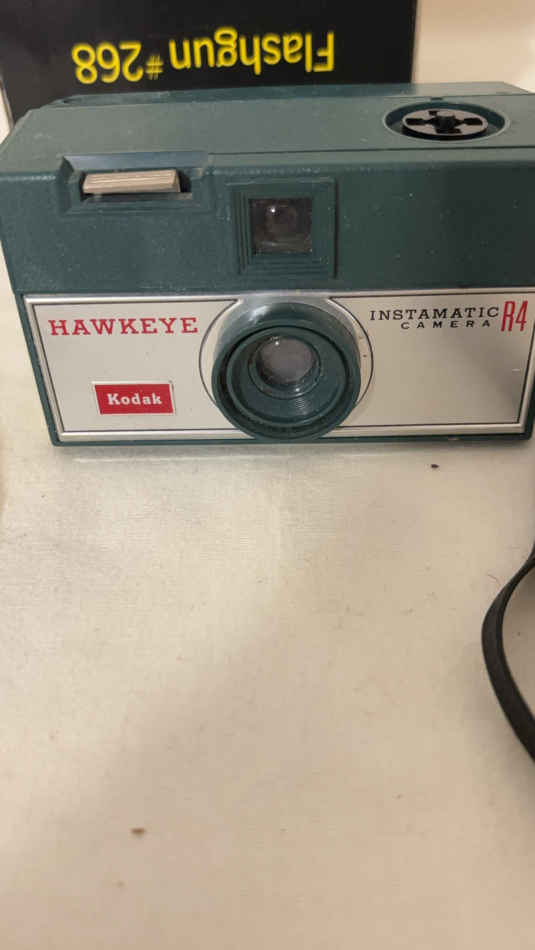 Flashgun #268
HAWKEYE
INSTAMATIC R4
CAMERA
Kodak